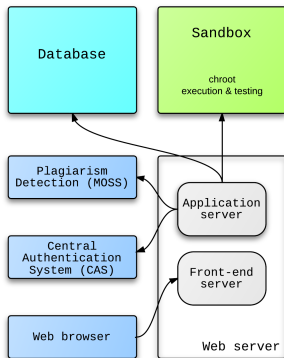 Database
Sandbox
chroot
execution & testing
Plagiarism
Detection (MOSS)
Application
server
Central
Authentication
System (CAS)
Front-end
server
Web browser
Web server